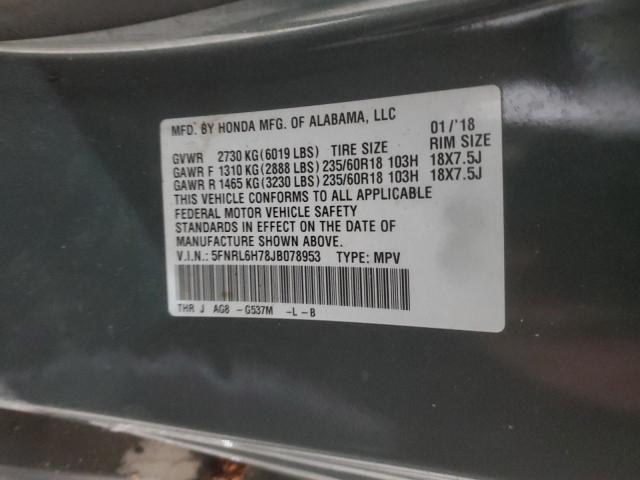 MFD. BY HONDA MFG. OF ALABAMA, LLC 01/'18
GVWR 2730 KG (6019 LBS) TIRE SIZE RIM SIZE
GAWR F 1310 KG (2888 LBS) 235/60R18 103H 18X7.5J
GAWR R 1465 KG (3230 LBS) 235/60R18 103H 18X7.5J
THIS VEHICLE CONFORMS TO ALL APPLICABLE
FEDERAL MOTOR VEHICLE SAFETY
STANDARDS IN EFFECT ON THE DATE OF
MANUFACTURE SHOWN ABOVE.
V.I.N.: 5FNRL6H78JB078953 TYPE: MPV
THR J AG8 - G537M -L-B